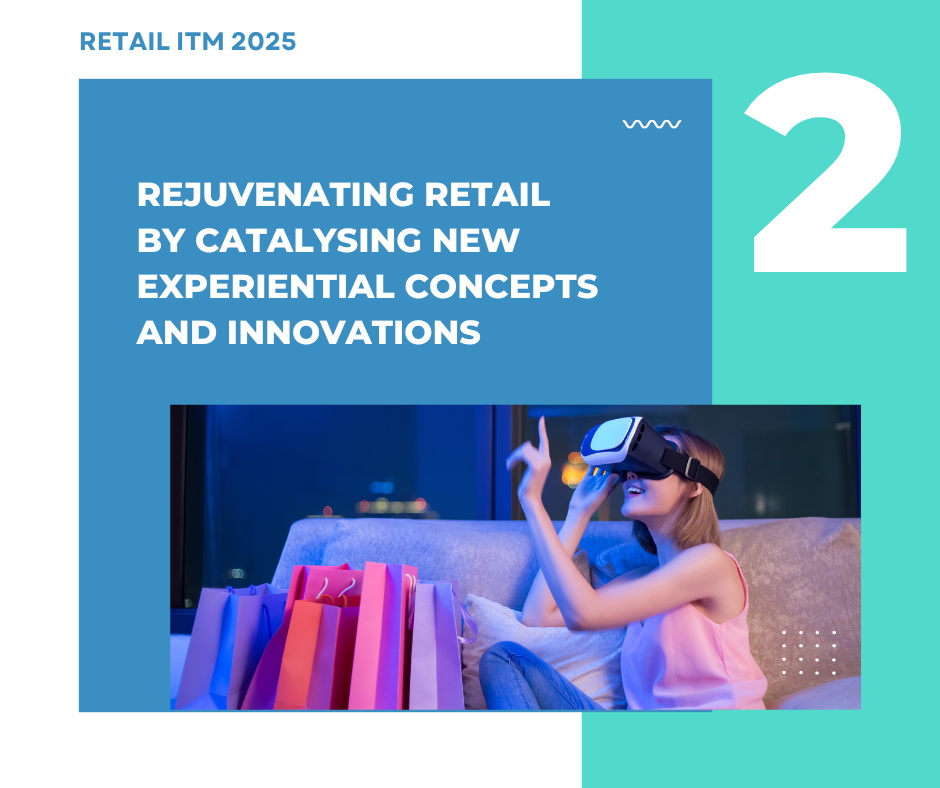 RETAIL ITM 2025
2
REJUVENATING RETAIL
BY CATALYSING NEW
EXPERIENTIAL CONCEPTS
AND INNOVATIONS